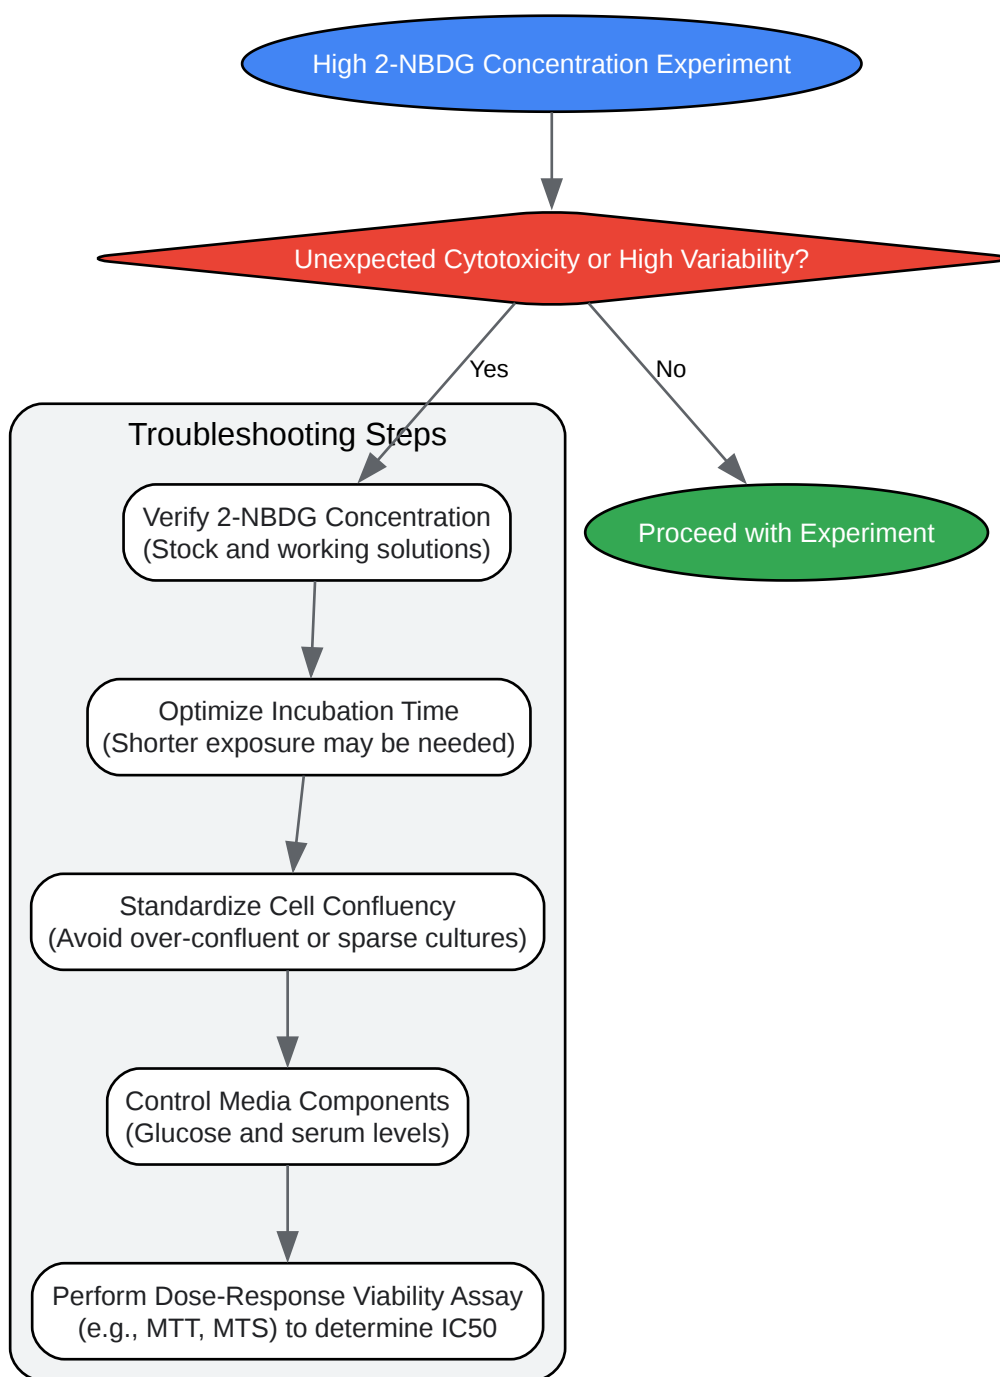 High 2-NBDG Concentration Experiment
Unexpected Cytotoxicity or High Variability?
Yes
No
Troubleshooting Steps
Verify 2-NBDG Concentration
(Stock and working solutions)
Proceed with Experiment
Optimize Incubation Time
(Shorter exposure may be needed)
Standardize Cell Confluency
(Avoid over-confluent or sparse cultures)
Control Media Components
(Glucose and serum levels)
Perform Dose-Response Viability Assay
(e.g., MTT, MTS) to determine IC50